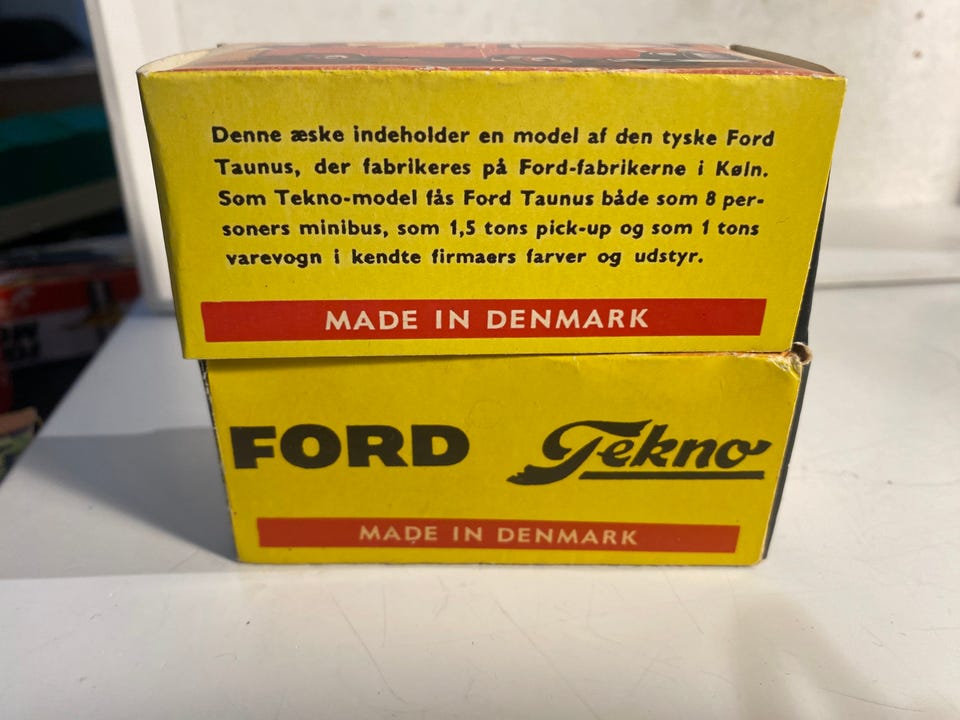 Denne æske indeholder en model af den tyske Ford
Taunus, der fabrikeres på Ford-fabrikerne i Køln.
Som Tekno-model fås Ford Taunus både som 8 per-
soners minibus, som 1,5 tons pick-up og som 1 tons
varevogn i kendte firmaers farver og udstyr.
MADE IN DENMARK
FORD Tekno
MADE IN DENMARK